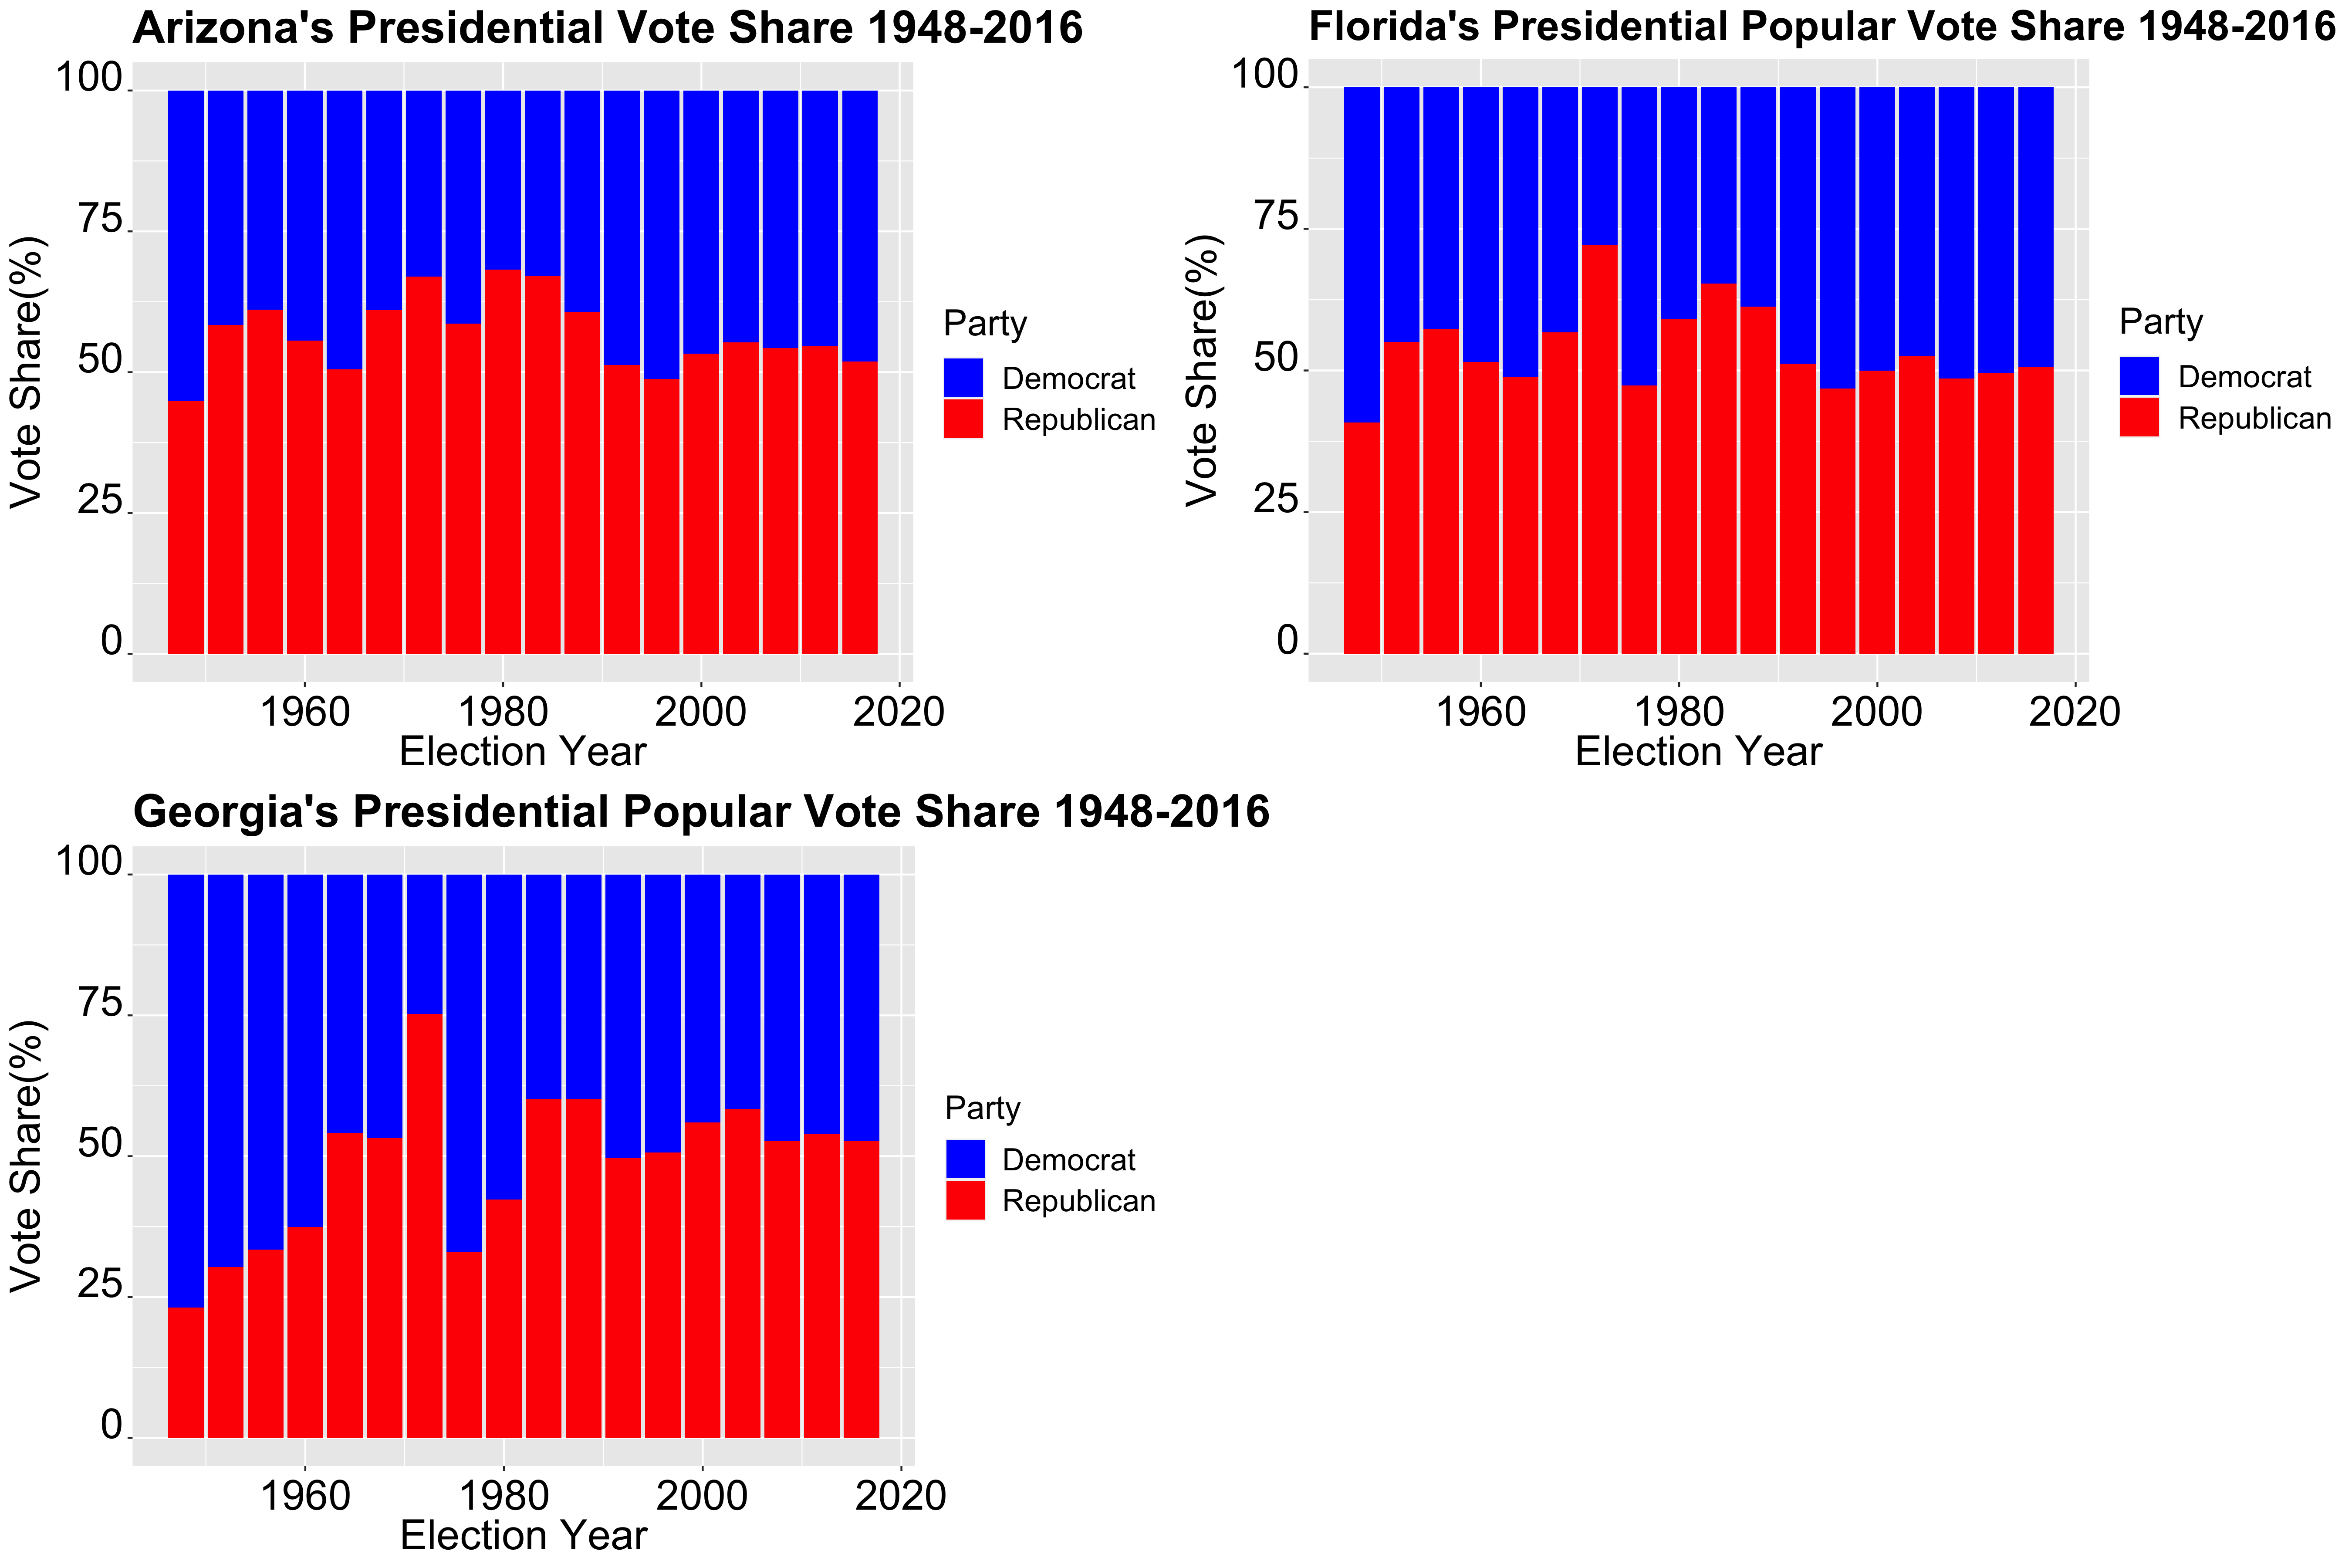 Arizona's Presidential Vote Share 1948-2016
100
75
50
25
0
Vote Share(%)
1960 1980 2000 2020
Election Year
Party
Democrat
Republican
Florida's Presidential Popular Vote Share 1948-2016
100
75
50
25
0
Vote Share(%)
1960 1980 2000 2020
Election Year
Party
Democrat
Republican
Georgia's Presidential Popular Vote Share 1948-2016
100
75
50
25
0
Vote Share(%)
1960 1980 2000 2020
Election Year
Party
Democrat
Republican